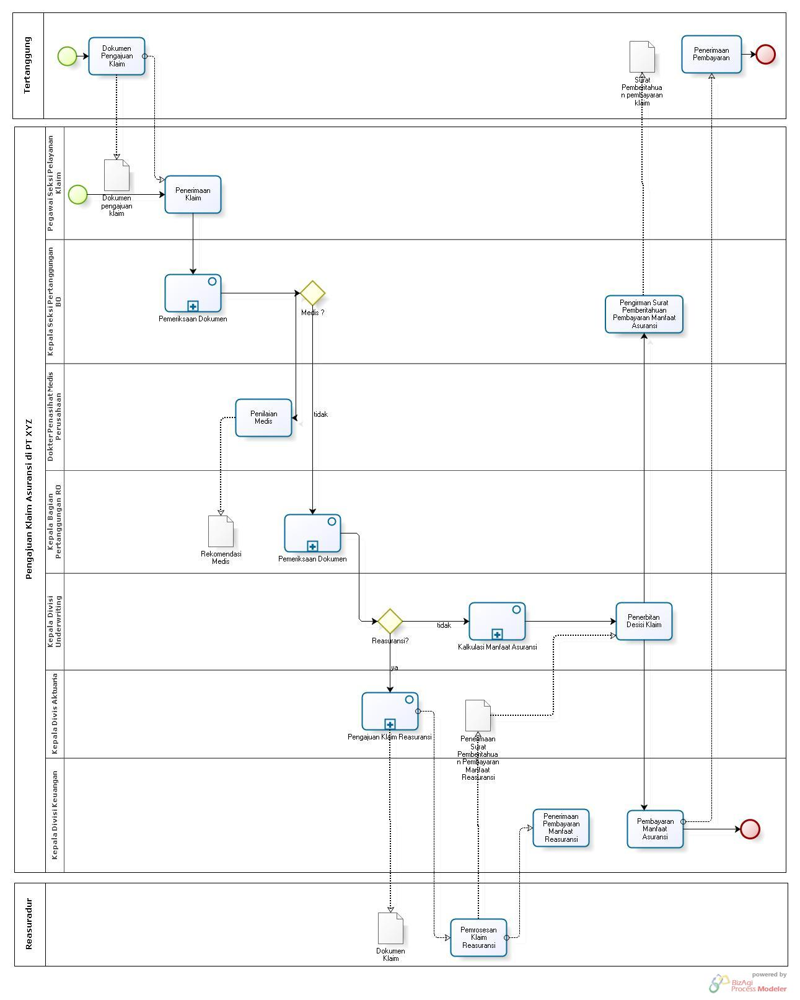 Tertanggung
Dokumen
Pengajuan
Klaim
Surat
Pemberitahua
n pembayaran
klaim
Penerimaan
Pembayaran
Pengajuan Klaim Asuransi di PT XYZ
Pegawai Seksi Pelayanan
Klaim
Dokumen
pengajuan
klaim
Penerimaan
Klaim
Kepala Seksi Pertanggungan
BO
Pemeriksaan Dokumen
Medis ?
Pengirman Surat
Pemberitahuan
Pembayaran Manfaat
Asuransi
Dokter Penasihat Medis
Perusahaan
Penilaian
Medis
tidak
Kepala Bagian
Pertanggungan RO
Rekomendasi
Medis
Pemeriksaan Dokumen
Kepala Divisi
Underwriting
Reasuransi?
tidak
Kalkulasi Manfaat Asuransi
Penerbitan
Desisi Klaim
ya
Kepala Divis Aktuaria
Pengajuan Klaim Reasuransi
Penerimaan
Surat
Pemberitahua
n Pembayaran
Manfaat
Reasuransi
Kepala Divisi Keuangan
Penerimaan
Pembayaran
Manfaat
Reasuransi
Pembayaran
Manfaat
Asuransi
Reasuradur
Dokumen
Klaim
Pemrosesan
Klaim
Reasuransi
powered by
BizAgi
Process Modeler